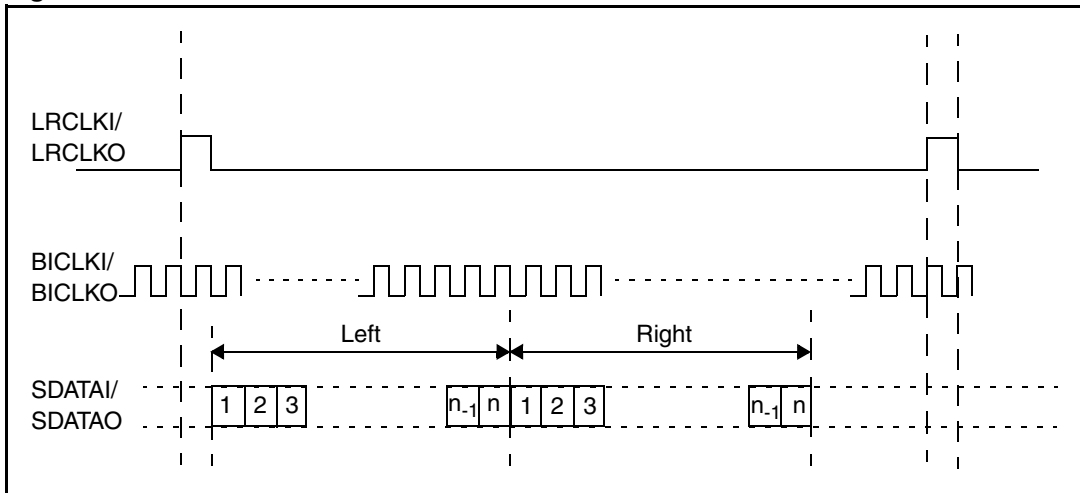 LRCLKI/
LRCLKO
BICLKI/
BICLKO
Left Right
SDATAI/
SDATAO
1 2 3 n-1 n 1 2 3 n-1 n